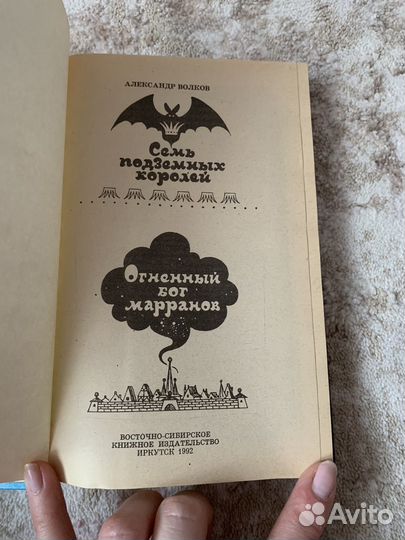 АЛЕКСАНДР ВОЛКОВ
Семь
подземных
королей
Огненный
бог
марранов
ВОСТОЧНО-СИБИРСКОЕ
КНИЖНОЕ ИЗДАТЕЛЬСТВО
ИРКУТСК 1992
Avito